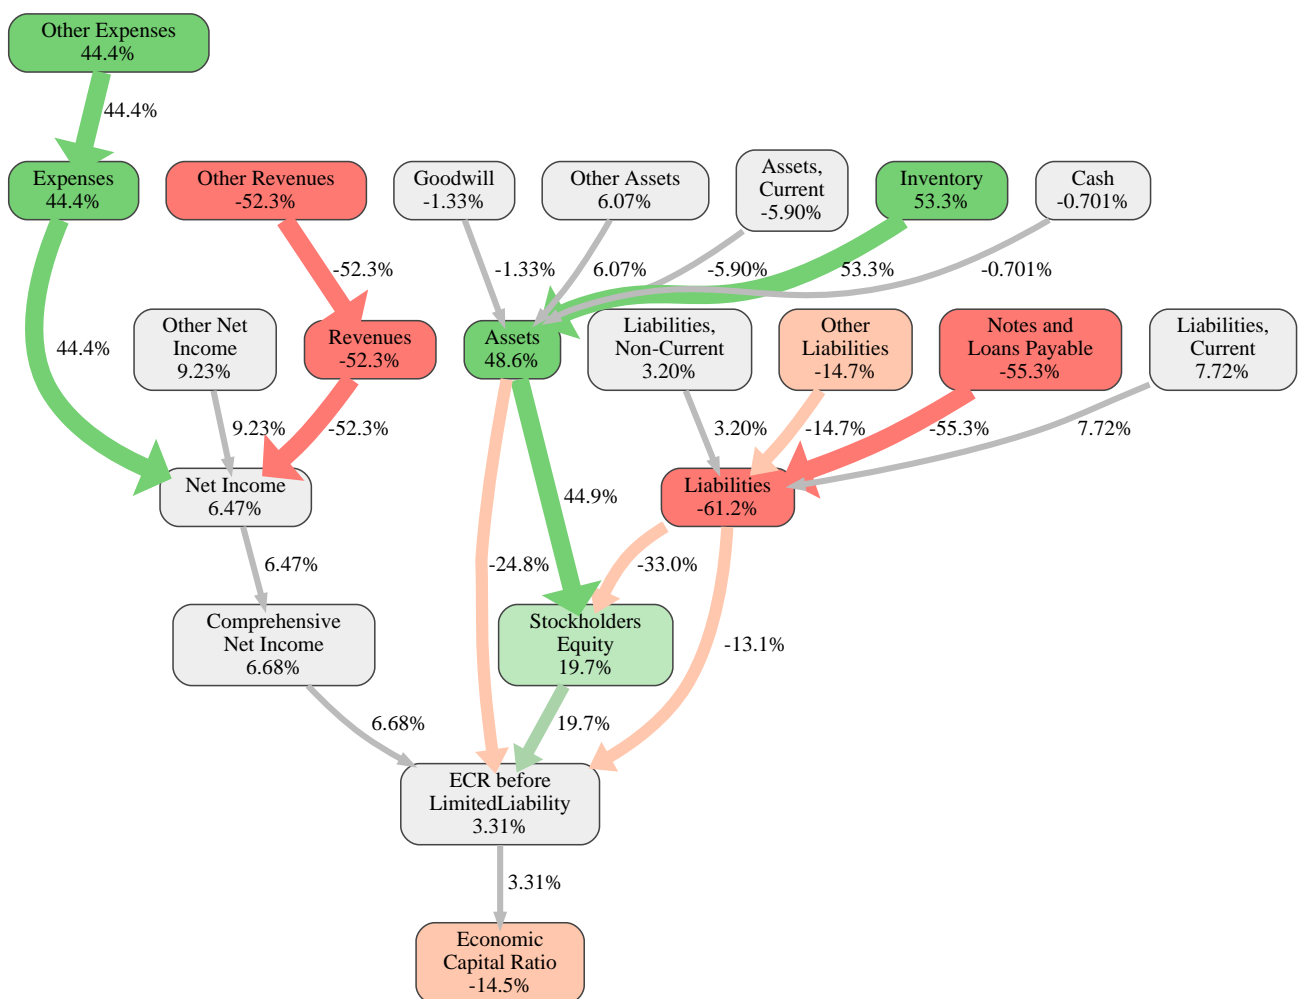 Other Expenses
44.4%
44.4%
Expenses
44.4%
Other Revenues
-52.3%
Goodwill
-1.33%
Other Assets
6.07%
Assets,
Current
-5.90%
Inventory
53.3%
Cash
-0.701%
-52.3%
-1.33%
6.07%
-5.90%
53.3%
-0.701%
44.4%
Other Net
Income
9.23%
Revenues
-52.3%
Assets
48.6%
Liabilities,
Non-Current
3.20%
Other
Liabilities
-14.7%
Notes and
Loans Payable
-55.3%
Liabilities,
Current
7.72%
9.23%
-52.3%
3.20%
-14.7%
-55.3%
7.72%
Net Income
6.47%
44.9%
Liabilities
-61.2%
6.47%
-24.8%
-33.0%
Comprehensive
Net Income
6.68%
Stockholders
Equity
19.7%
-13.1%
6.68%
19.7%
ECR before
LimitedLiability
3.31%
3.31%
Economic
Capital Ratio
-14.5%